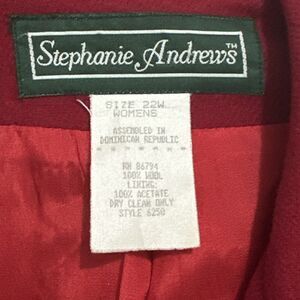 Stephanie Andrews™
SIZE 22W
WOMENS
ASSEMBLED IN
DOMINICAN REPUBLIC
* * * * * * *
RN 86794
100% WOOL
LINING:
100% ACETATE
DRY CLEAN ONLY
STYLE 6250